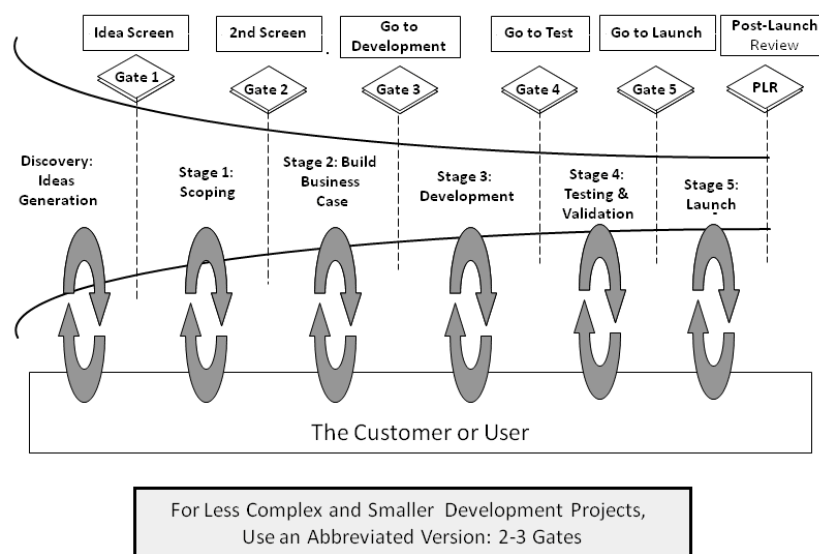 Idea Screen
2nd Screen
.
Go to
Development
Go to Test
Go to Launch
Post-Launch
Review
Gate 1
Gate 2
Gate 3
Gate 4
Gate 5
PLR
Discovery:
Ideas
Generation
Stage 1:
Scoping
Stage 2: Build
Business
Case
Stage 3:
Development
Stage 4:
Testing &
Validation
Stage 5:
Launch
The Customer or User
For Less Complex and Smaller Development Projects,
Use an Abbreviated Version: 2-3 Gates